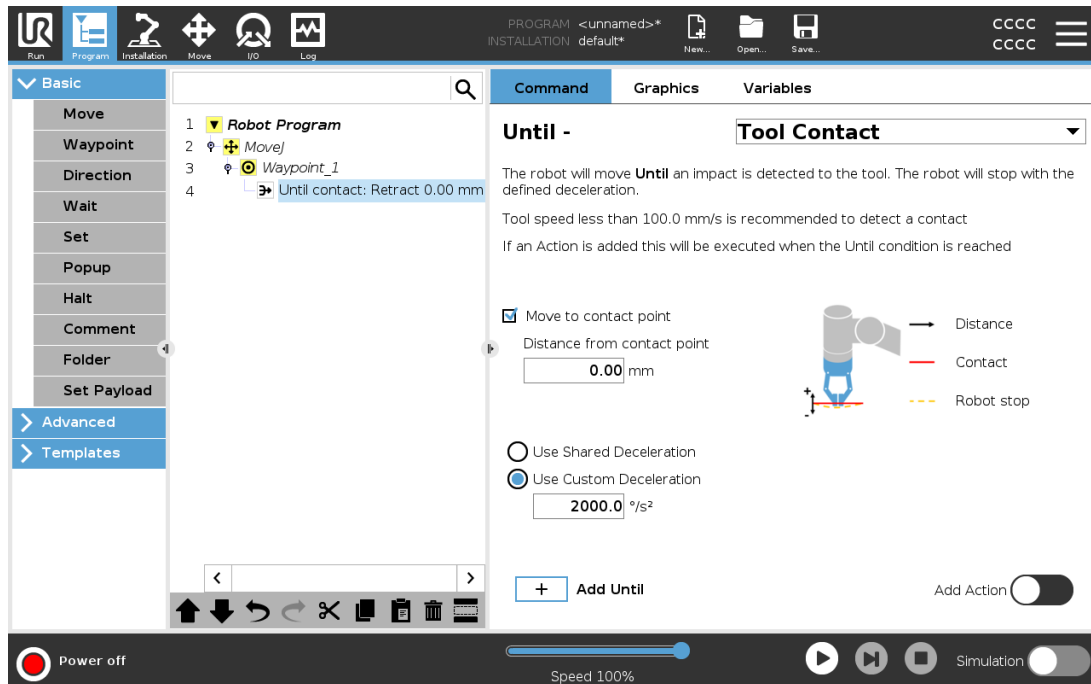 PROGRAM <unnamed>*
INSTALLATION default*
CCCC
CCCC
Run
Program
Installation
Move
I/O
Log
New...
Open...
Save...
Basic
Move
Waypoint
Direction
Wait
Set
Popup
Halt
Comment
Folder
Set Payload
Advanced
Templates
1 Robot Program
2 MoveJ
3 Waypoint_1
4 Until contact: Retract 0.00 mm
Command Graphics Variables
Until - Tool Contact
The robot will move Until an impact is detected to the tool. The robot will stop with the
defined deceleration.
Tool speed less than 100.0 mm/s is recommended to detect a contact
If an Action is added this will be executed when the Until condition is reached
Move to contact point
Distance from contact point
0.00 mm
+
-
Distance
Contact
Robot stop
Use Shared Deceleration
Use Custom Deceleration
2000.0 °/s²
+ Add Until
Add Action
Power off
Speed 100%
Simulation